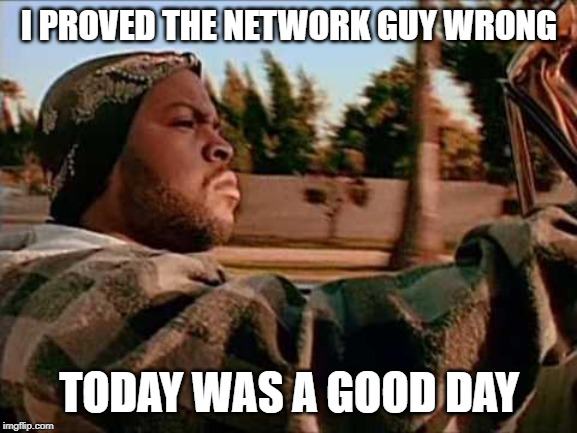 I PROVED THE NETWORK GUY WRONG
TODAY WAS A GOOD DAY
imgflip.com